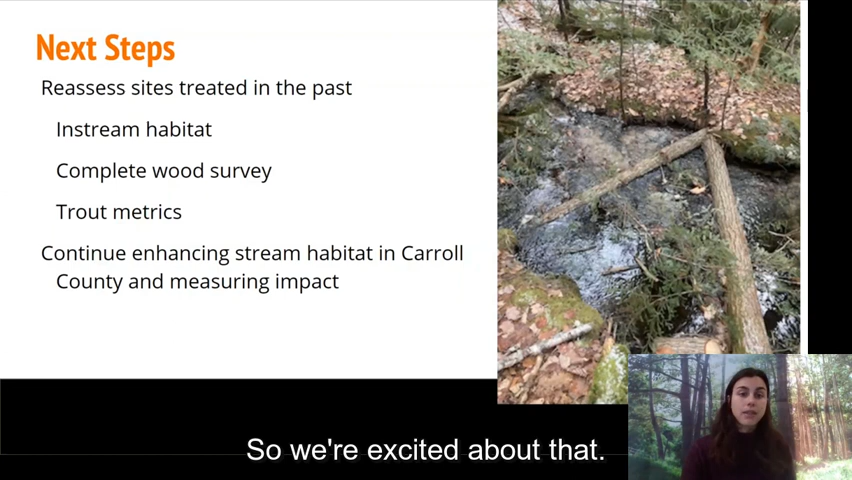 Next Steps
Reassess sites treated in the past
Instream habitat
Complete wood survey
Trout metrics
Continue enhancing stream habitat in Carroll
County and measuring impact
So we're excited about that.